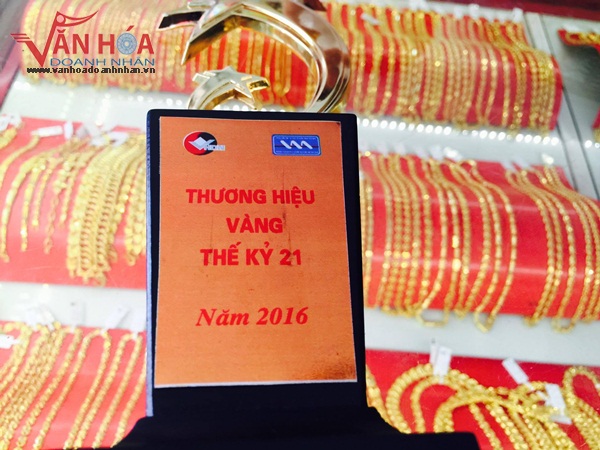 VĂN HÓA
DOANH NHÂN
www.vanhoadoanhnhan.vn
THƯƠNG HIỆU
VÀNG
THẾ KỶ 21
Năm 2016